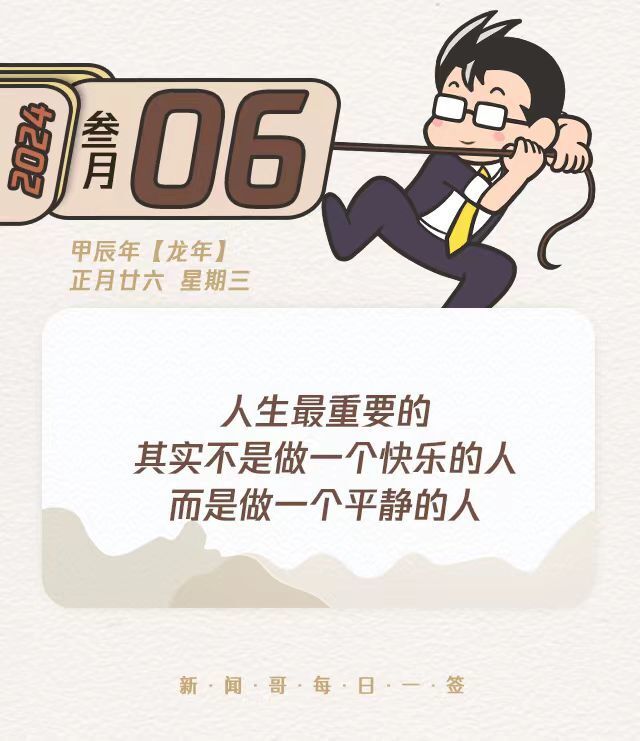 2024
叁月
06
甲辰年【龙年】
正月廿六 星期三
人生最重要的
其实不是做一个快乐的人
而是做一个平静的人
新·闻·哥·每·日·一·签